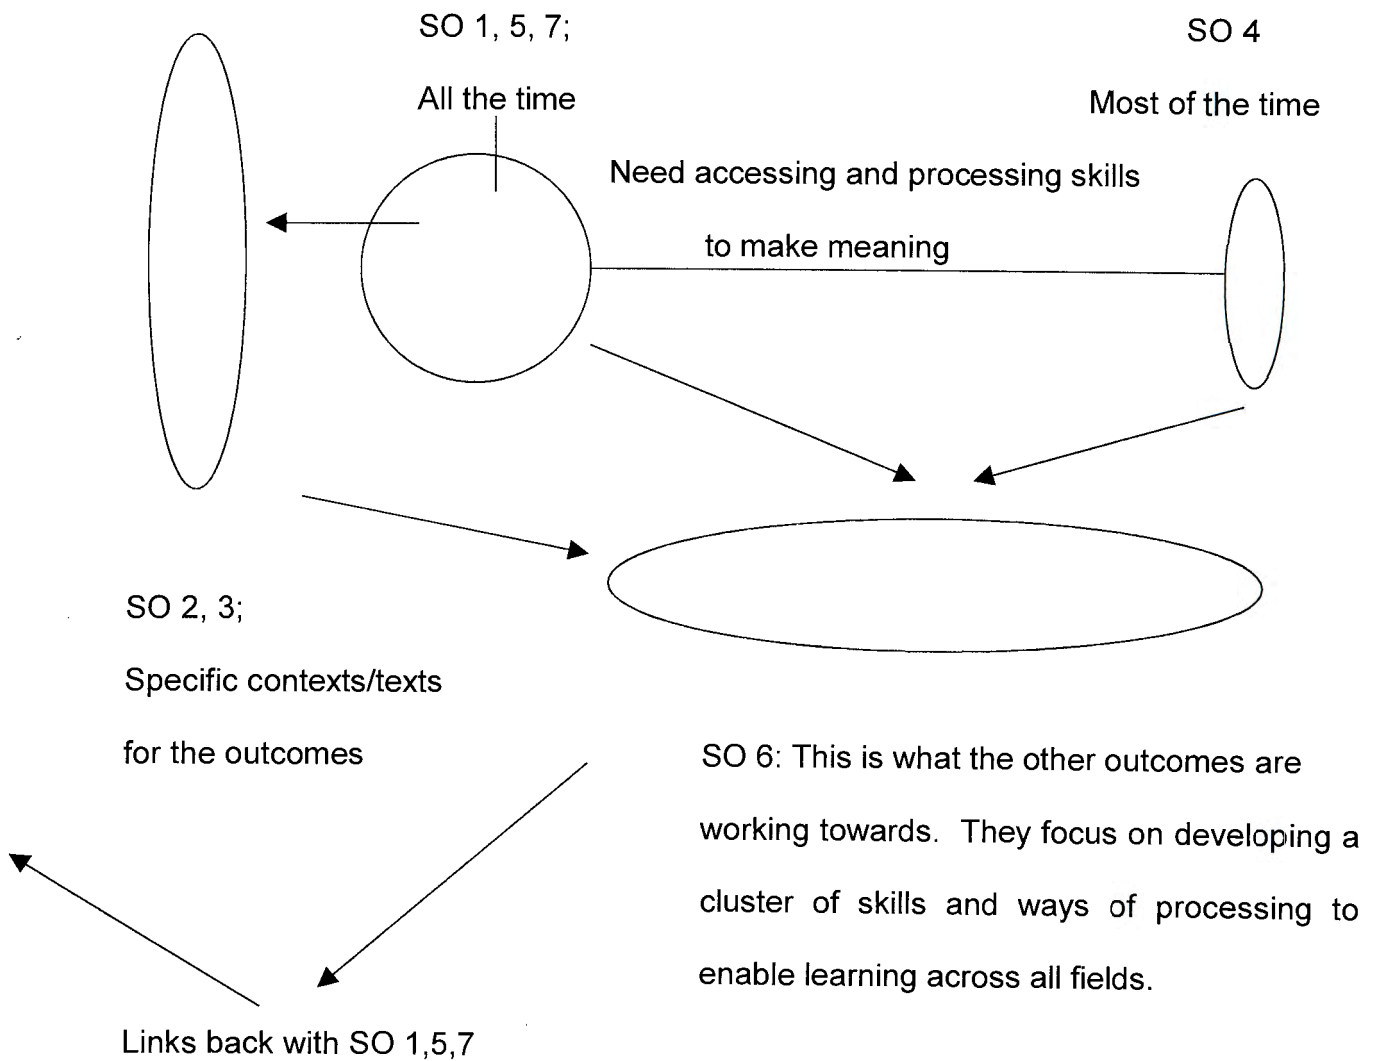 SO 1, 5, 7;
All the time
SO 4
Most of the time
Need accessing and processing skills
to make meaning
SO 2, 3;
Specific contexts/texts
for the outcomes
SO 6: This is what the other outcomes are
working towards. They focus on developing a
cluster of skills and ways of processing to
enable learning across all fields.
Links back with SO 1,5,7